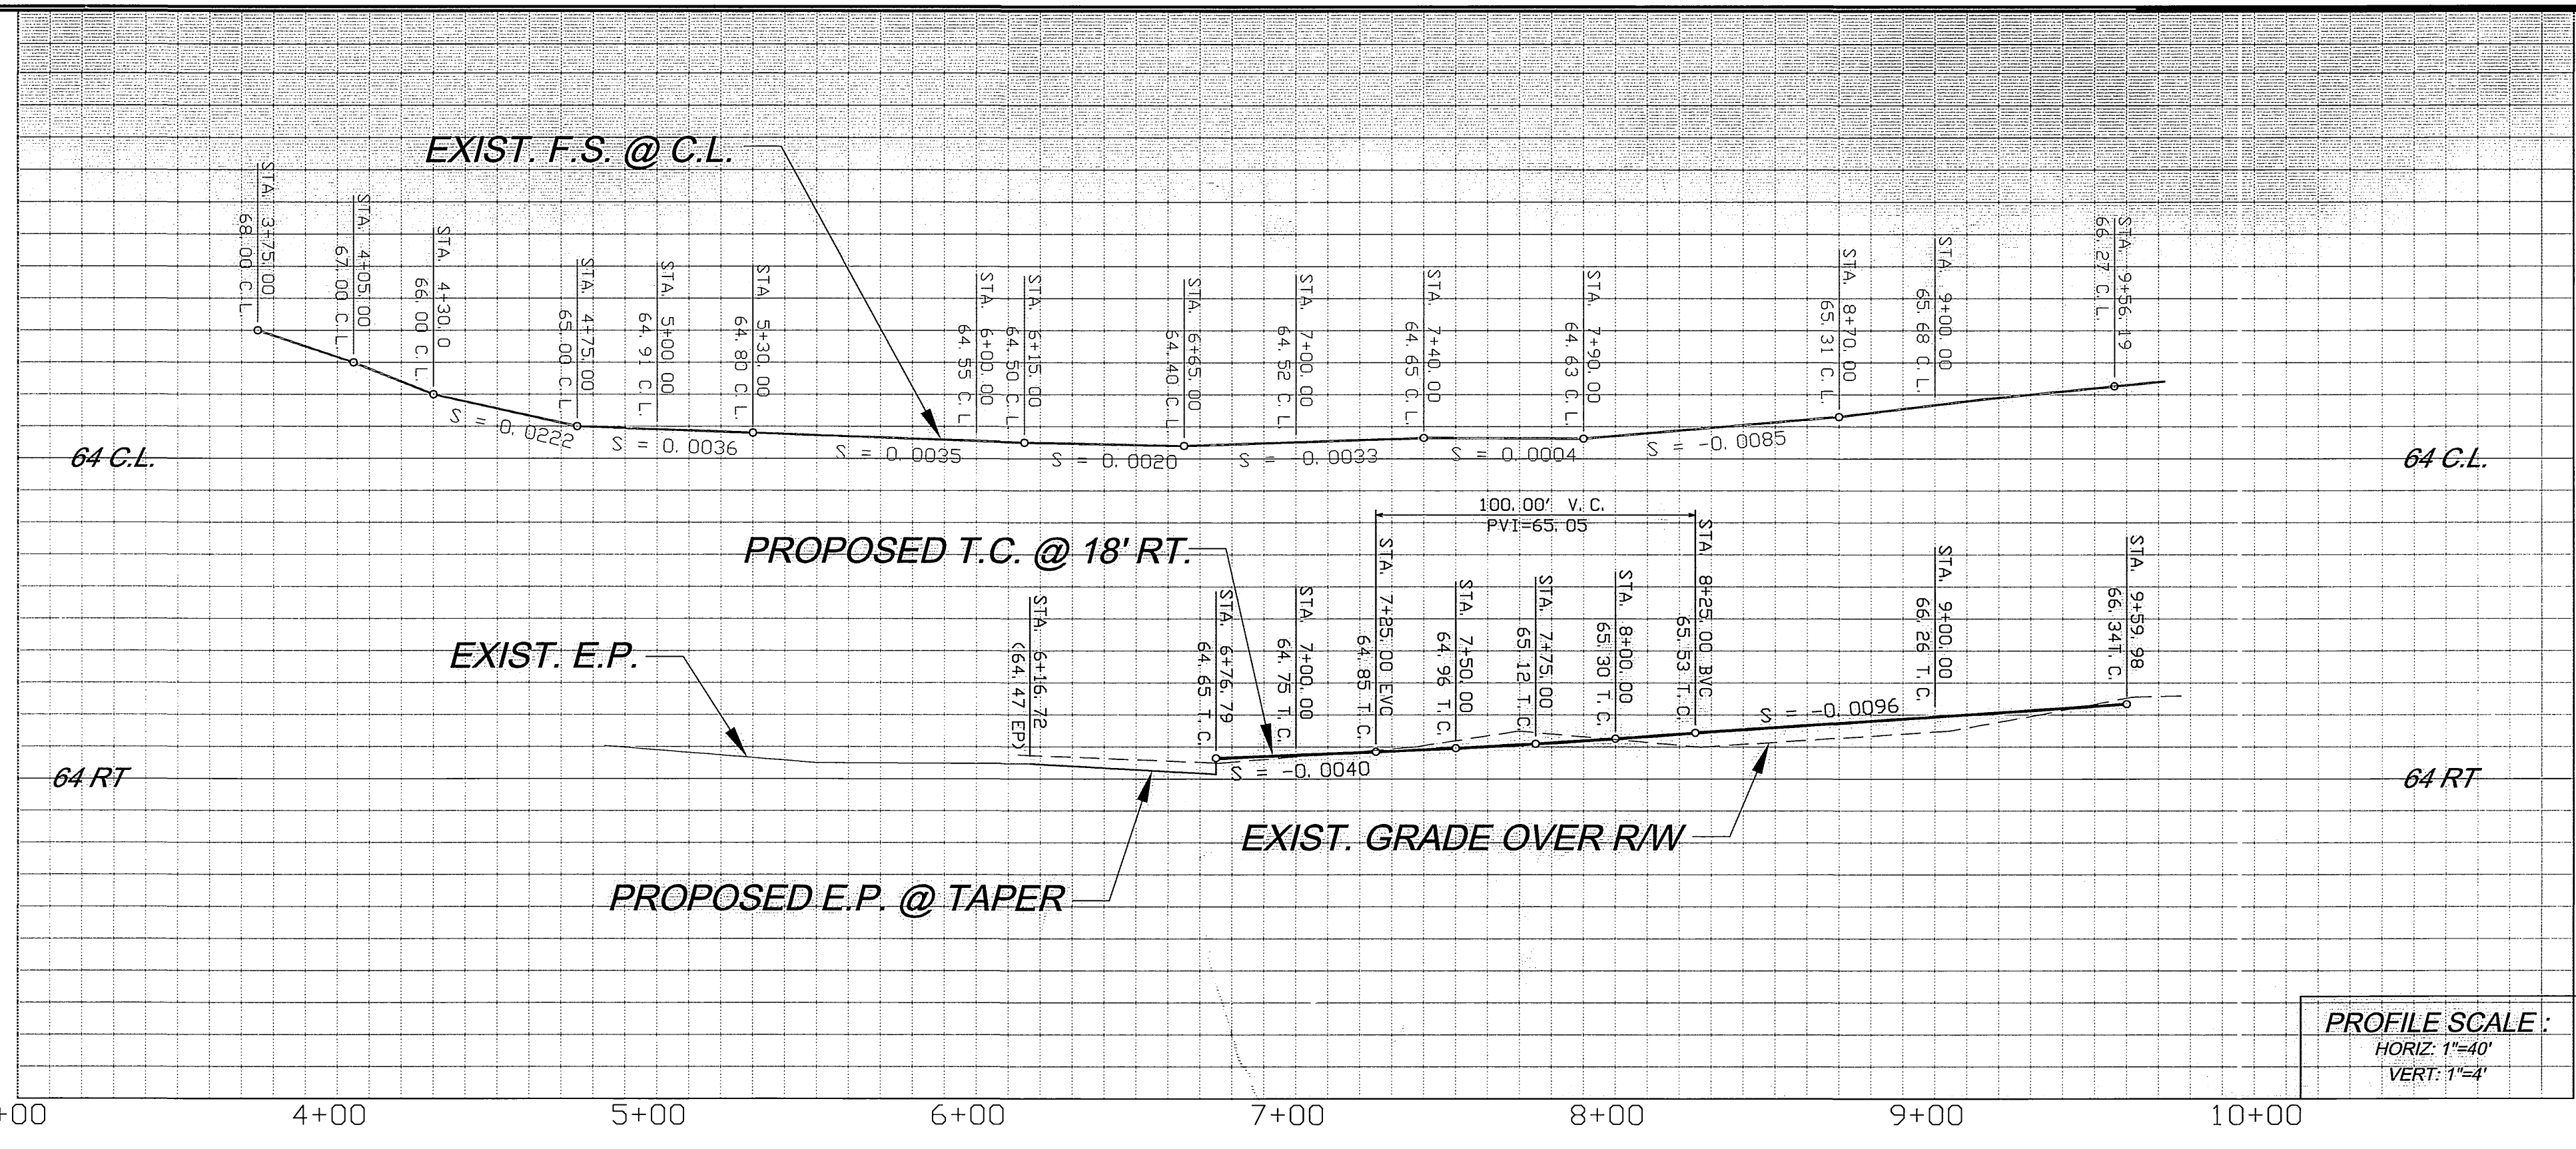 EXIST. F.S. @ C.L.
STA. 3+75.00
68.00 C.L.
STA. 4+05.00
67.00 C.L.
STA. 4+30.0
66.00 C.L.
STA. 4+75.00
65.00 C.L.
STA. 5+00.00
64.91 C.L.
STA. 5+30.00
64.80 C.L.
STA. 6+00.00
64.55 C.L.
STA. 6+15.00
64.50 C.L.
STA. 6+65.00
64.40 C.L.
STA. 7+00.00
64.52 C.L.
STA. 7+40.00
64.65 C.L.
STA. 7+90.00
64.63 C.L.
STA. 8+70.00
65.31 C.L.
STA. 9+00.00
65.68 C.L.
STA. 9+56.19
66.27 C.L.
S = 0.0222
S = 0.0036
S = 0.0035
S = 0.0020
S = -0.0033
S = 0.0004
S = -0.0085
64 C.L.
64 C.L.
100.00' V.C.
PVI=65.05
PROPOSED T.C. @ 18' RT.
EXIST. E.P.
STA. 6+16.72
(64.47 EP)
STA. 6+76.79
64.65 T.C.
STA. 7+00.00
64.75 T.C.
STA. 7+25.00 EVC
64.85 T.C.
STA. 7+50.00
64.96 T.C.
STA. 7+75.00
65.12 T.C.
STA. 8+00.00
65.30 T.C.
STA. 8+25.00 BVC
65.53 T.C.
STA. 9+00.00
66.26 T.C.
STA. 9+59.98
66.34T.C.
S = -0.0096
S = -0.0040
64 RT
64 RT
EXIST. GRADE OVER R/W
PROPOSED E.P. @ TAPER
PROFILE SCALE :
HORIZ: 1"=40'
VERT: 1"=4'
+00 4+00 5+00 6+00 7+00 8+00 9+00 10+00